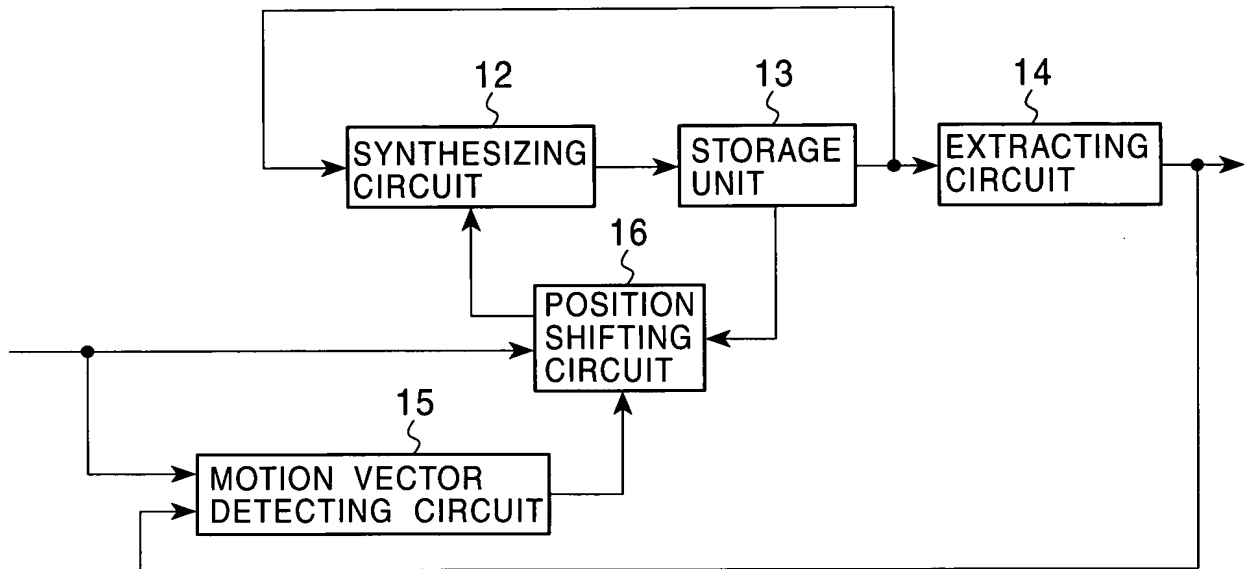 12
SYNTHESIZING
CIRCUIT
13
STORAGE
UNIT
14
EXTRACTING
CIRCUIT
16
POSITION
SHIFTING
CIRCUIT
15
MOTION VECTOR
DETECTING CIRCUIT